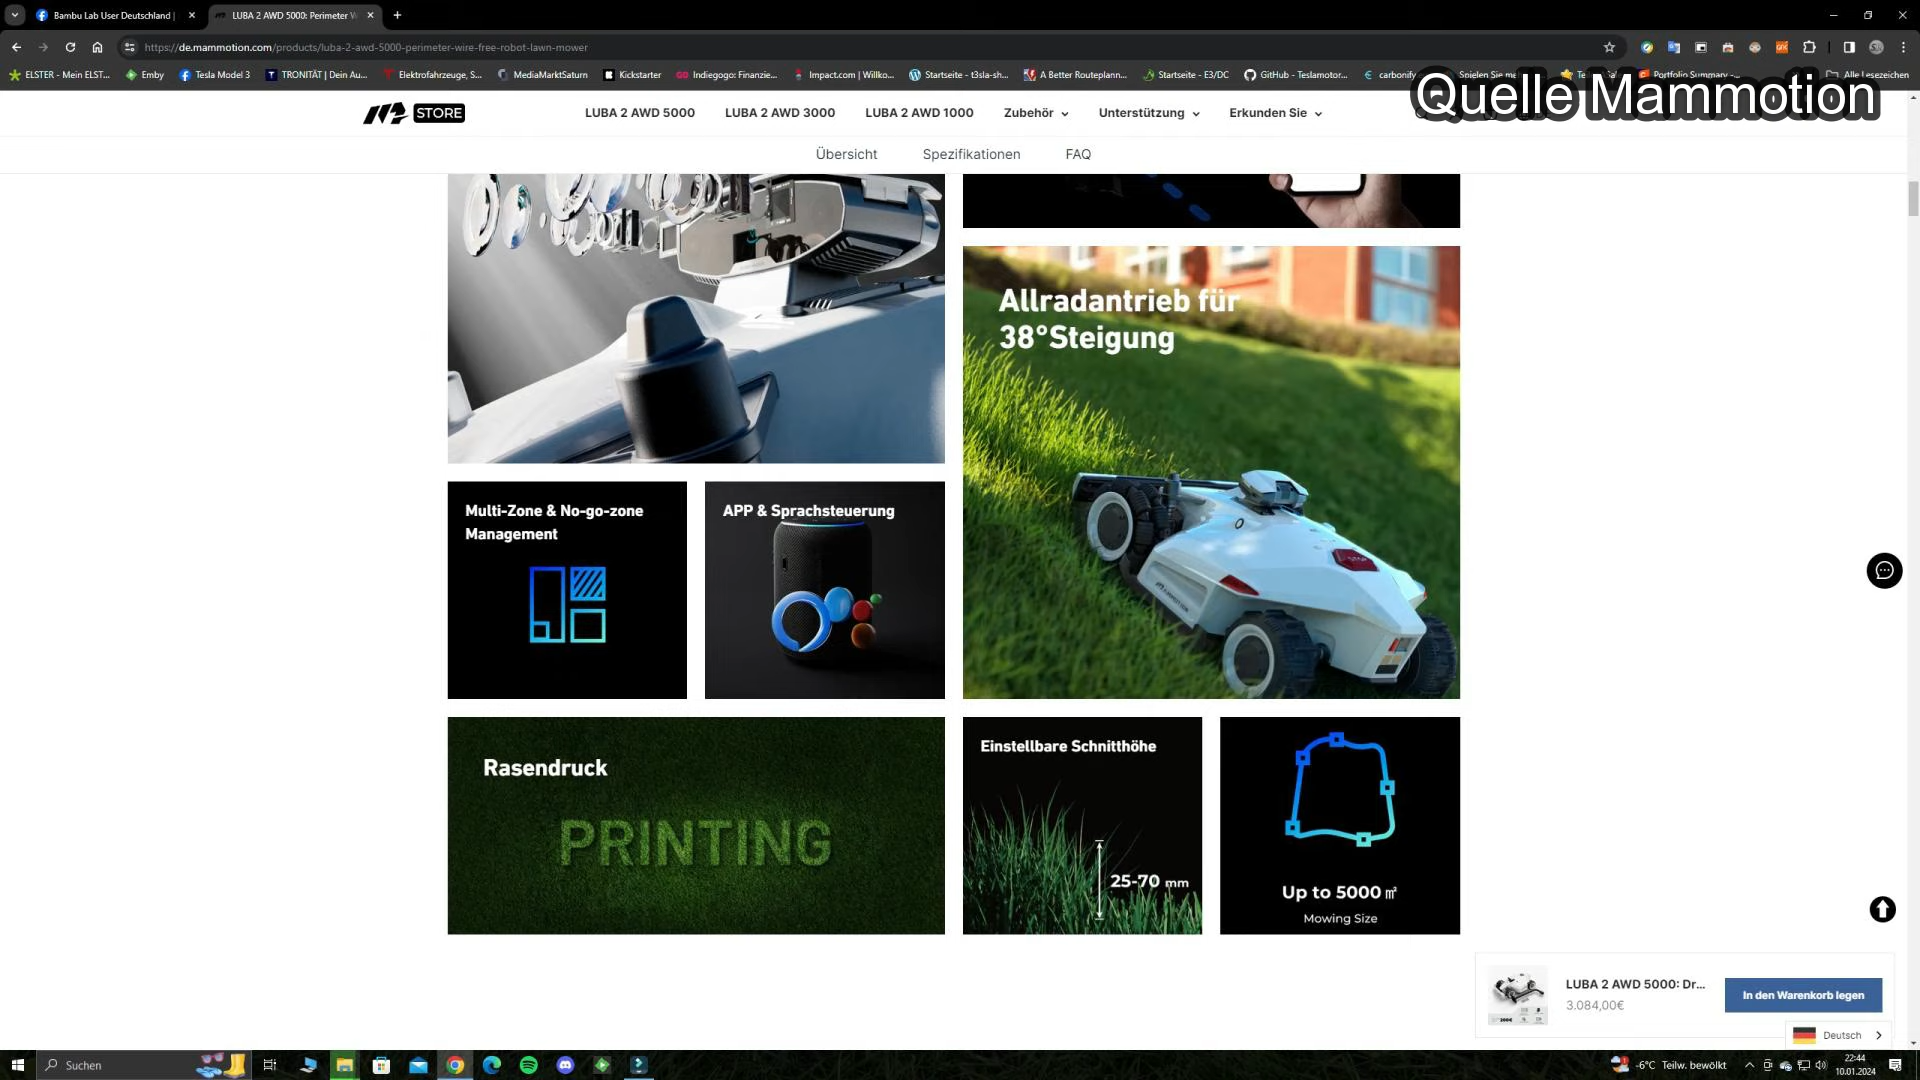 Bambu Lab User Deutschland |
LUBA 2 AWD 5000: Perimeter W
https://de.mammotion.com/products/luba-2-awd-5000-perimeter-wire-free-robot-lawn-mower
ELSTER - Mein ELST...
Emby
Tesla Model 3
TRONITÄT | Dein Au...
Elektrofahrzeuge, S...
MediaMarktSaturn
Kickstarter
Indiegogo: Finanzie...
Impact.com | Willko...
Startseite - t3sla-sh...
A Better Routeplann...
Startseite - E3/DC
GitHub - Teslamotor...
Alle Lesezeichen
Quelle Mammotion
STORE
LUBA 2 AWD 5000
LUBA 2 AWD 3000
LUBA 2 AWD 1000
Zubehör
Unterstützung
Erkunden Sie
Übersicht
Spezifikationen
FAQ
Allradantrieb für
38°Steigung
Multi-Zone & No-go-zone
Management
APP & Sprachsteuerung
Rasendruck
PRINTING
Einstellbare Schnitthöhe
25-70 mm
Up to 5000 ㎡
Mowing Size
LUBA 2 AWD 5000: Dr...
3.084,00€
In den Warenkorb legen
Deutsch
Suchen
-6°C Teilw. bewölkt
22:44
10.01.2024